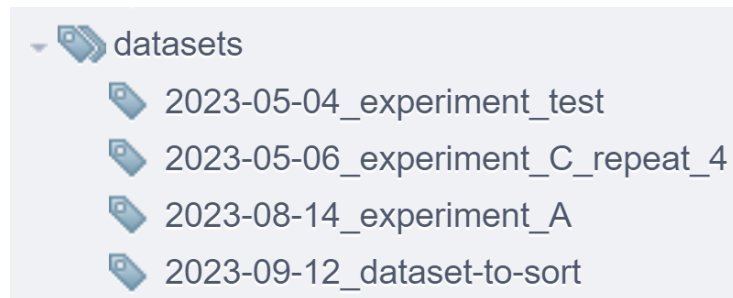 datasets
2023-05-04_experiment_test
2023-05-06_experiment_C_repeat_4
2023-08-14_experiment_A
2023-09-12_dataset-to-sort